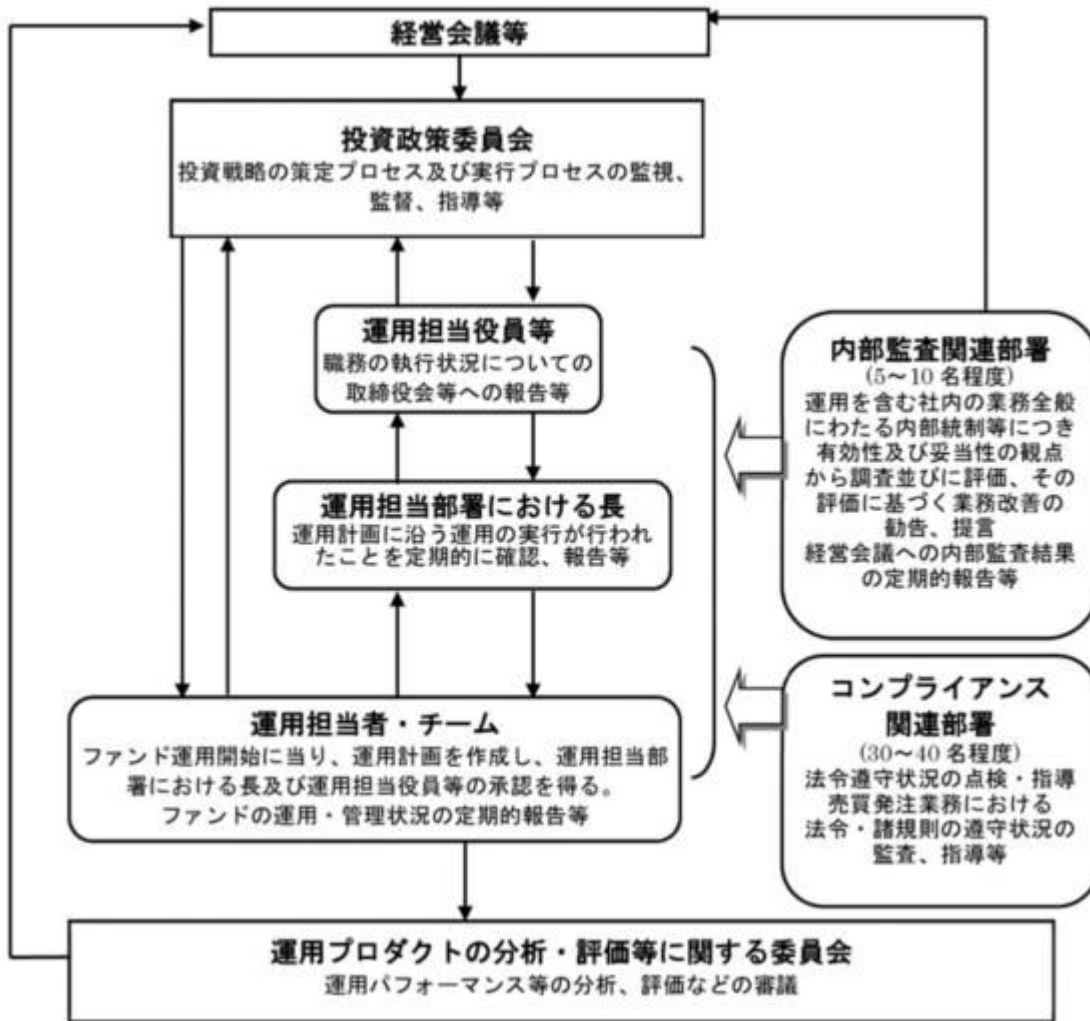 経営会議等
投資政策委員会
投資戦略の策定プロセス及び実行プロセスの監視、
監督、指導等
運用担当役員等
職務の執行状況についての
取締役会等への報告等
運用担当部署における長
運用計画に沿う運用の実行が行われ
たことを定期的に確認、報告等
運用担当者・チーム
ファンド運用開始に当り、運用計画を作成し、運用担当部
署における長及び運用担当役員等の承認を得る。
ファンドの運用・管理状況の定期的報告等
内部監査関連部署
(5～10 名程度)
運用を含む社内の業務全般
にわたる内部統制等につき
有効性及び妥当性の観点
から調査並びに評価、その
評価に基づく業務改善の
勧告、提言
経営会議への内部監査結果
の定期的報告等
コンプライアンス
関連部署
(30～40 名程度)
法令遵守状況の点検・指導
売買発注業務における
法令・諸規則の遵守状況の
監査、指導等
運用プロダクトの分析・評価等に関する委員会
運用パフォーマンス等の分析、評価などの審議